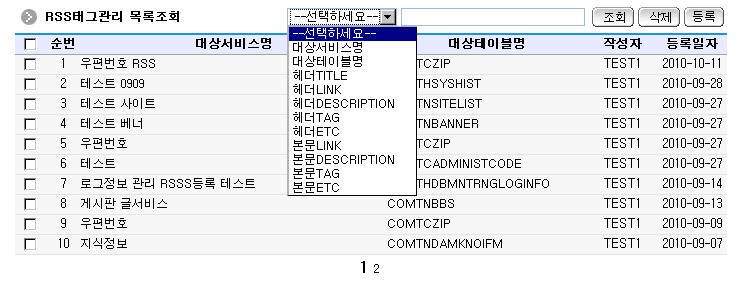 RSS태그관리 목록조회 --선택하세요-- 조회 삭제 등록
순번 대상서비스명 대상테이블명 작성자 등록일자
--선택하세요--
대상서비스명
대상테이블명
헤더TITLE
헤더LINK
헤더DESCRIPTION
헤더TAG
헤더ETC
본문LINK
본문DESCRIPTION
본문TAG
본문ETC
1 우편번호 RSS TCZIP TEST1 2010-10-11
2 테스트 0909 THSYSHIST TEST1 2010-09-28
3 테스트 사이트 TNSITELIST TEST1 2010-09-27
4 테스트 베너 TNBANNER TEST1 2010-09-27
5 우편번호 TCZIP TEST1 2010-09-27
6 테스트 TCADMINISTCODE TEST1 2010-09-27
7 로그정보 관리 RSSS등록 테스트 THDBMNTRNGLOGINFO TEST1 2010-09-14
8 게시판 글서비스 COMTNBBS TEST1 2010-09-13
9 우편번호 COMTCZIP TEST1 2010-09-09
10 지식정보 COMTNDAMKNOIFM TEST1 2010-09-07
1 2